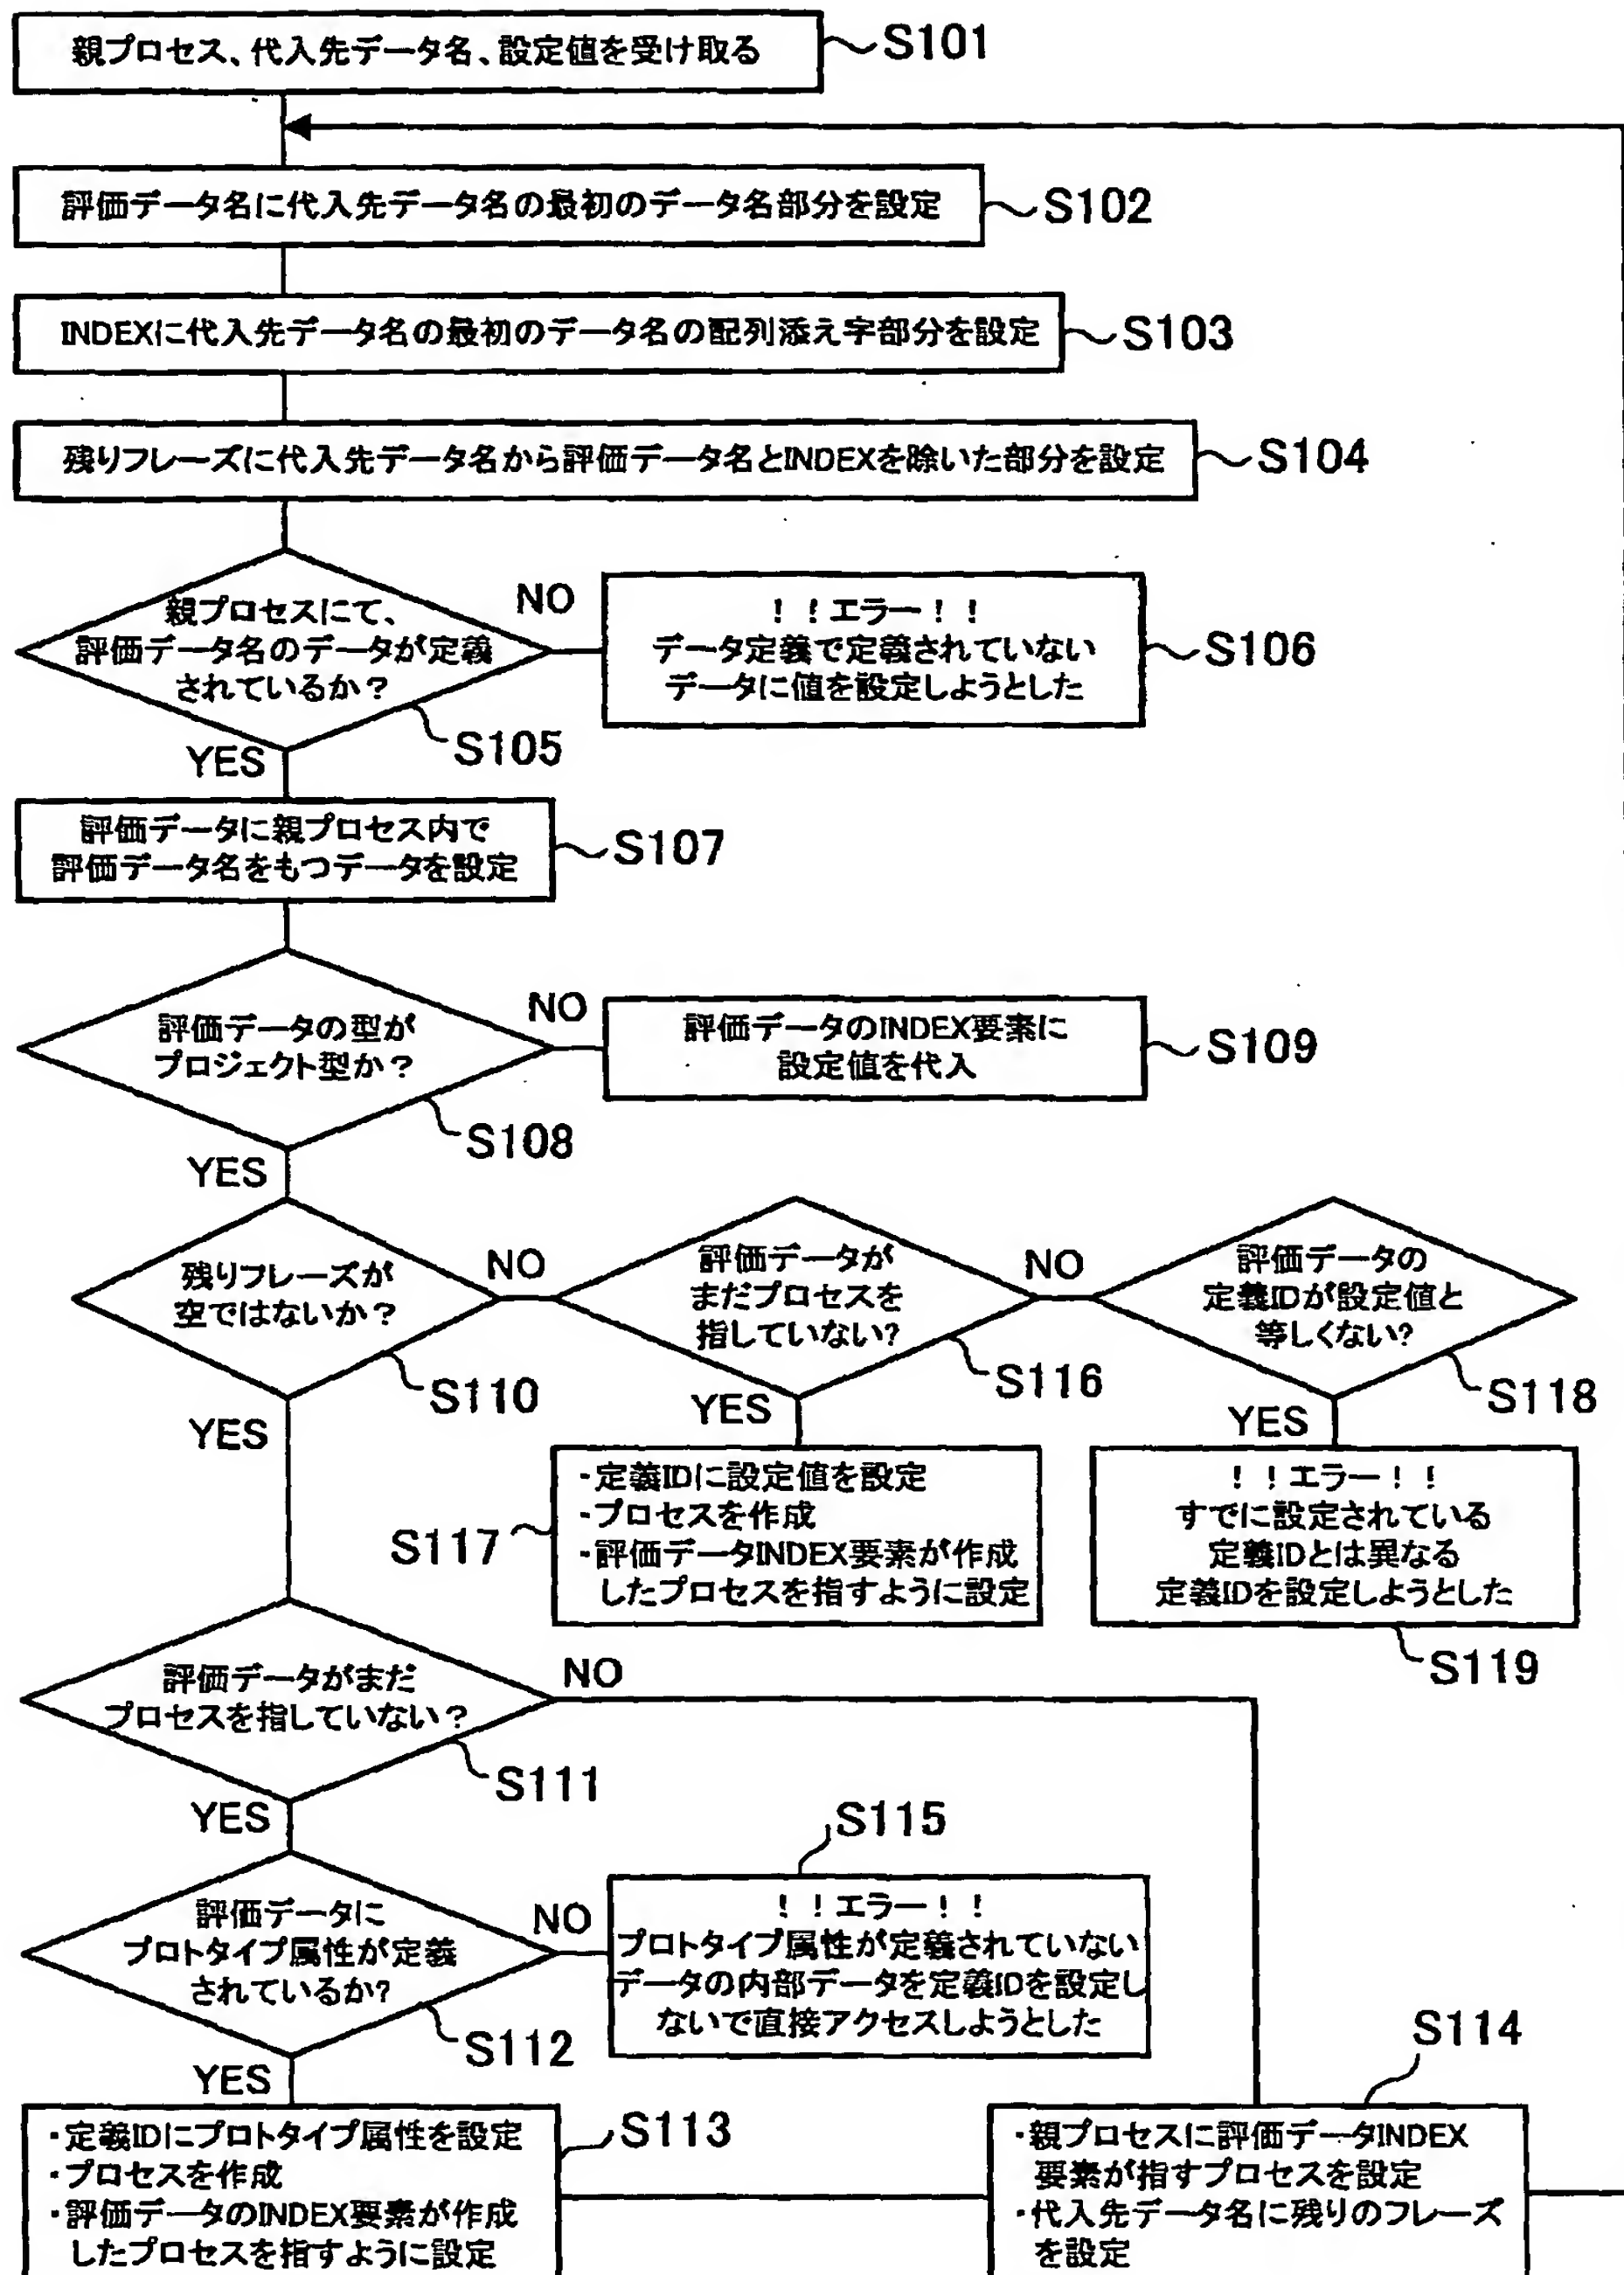 親プロセス、代入先データ名、設定値を受け取る
S101
評価データ名に代入先データ名の最初のデータ名部分を設定
S102
INDEXに代入先データ名の最初のデータ名の配列添え字部分を設定
S103
残りフレーズに代入先データ名から評価データ名とINDEXを除いた部分を設定
S104
親プロセスにて、
評価データ名のデータが定義
されているか？
S105
NO
YES
！！エラー！！
データ定義で定義されていない
データに値を設定しようとした
S106
評価データに親プロセス内で
評価データ名をもつデータを設定
S107
評価データの型が
プロジェクト型か？
S108
NO
YES
評価データのINDEX要素に
設定値を代入
S109
残りフレーズが
空ではないか？
S110
NO
YES
評価データが
まだプロセスを
指していない?
S116
NO
YES
評価データの
定義IDが設定値と
等しくない?
S118
YES
・定義IDに設定値を設定
・プロセスを作成
・評価データINDEX要素が作成
したプロセスを指すように設定
S117
！！エラー！！
すでに設定されている
定義IDとは異なる
定義IDを設定しようとした
S119
評価データがまだ
プロセスを指していない？
S111
NO
YES
評価データに
プロトタイプ属性が定義
されているか?
S112
NO
YES
S115
！！エラー！！
プロトタイプ属性が定義されていない
データの内部データを定義IDを設定し
ないで直接アクセスしようとした
・定義IDにプロトタイプ属性を設定
・プロセスを作成
・評価データのINDEX要素が作成
したプロセスを指すように設定
S113
S114
・親プロセスに評価データINDEX
要素が指すプロセスを設定
・代入先データ名に残りのフレーズ
を設定